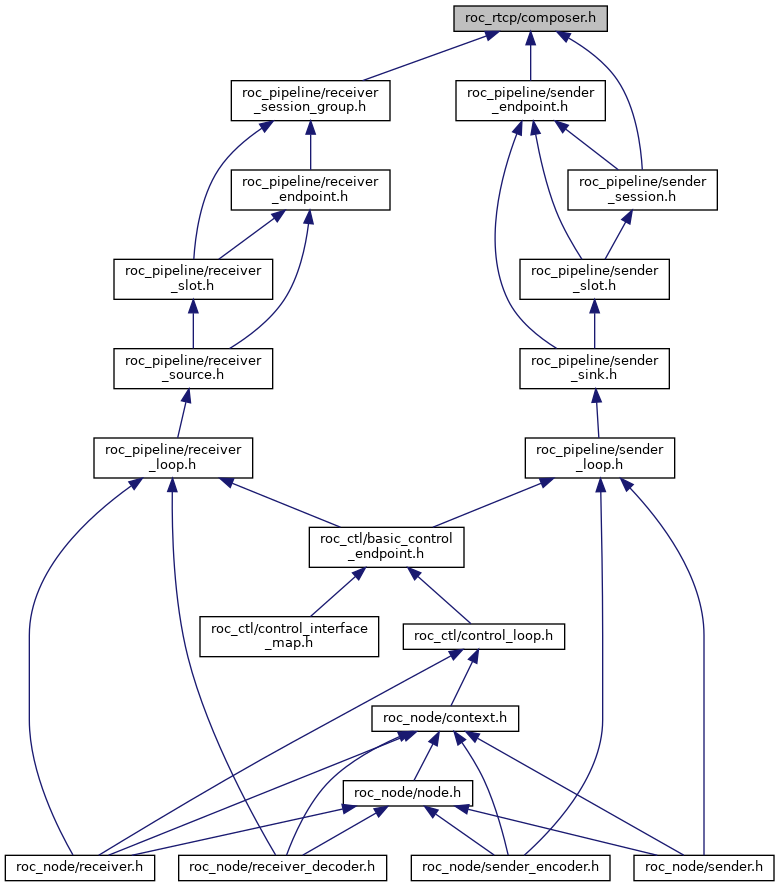 roc_rtcp/composer.h
roc_pipeline/receiver
_session_group.h
roc_pipeline/sender
_endpoint.h
roc_pipeline/receiver
_endpoint.h
roc_pipeline/sender
_session.h
roc_pipeline/receiver
_slot.h
roc_pipeline/sender
_slot.h
roc_pipeline/receiver
_source.h
roc_pipeline/sender
_sink.h
roc_pipeline/receiver
_loop.h
roc_pipeline/sender
_loop.h
roc_ctl/basic_control
_endpoint.h
roc_ctl/control_interface
_map.h
roc_ctl/control_loop.h
roc_node/context.h
roc_node/node.h
roc_node/receiver.h
roc_node/receiver_decoder.h
roc_node/sender_encoder.h
roc_node/sender.h